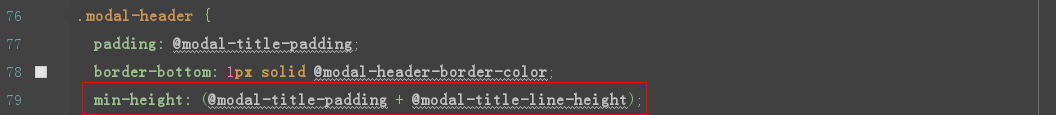 76 .modal-header {
77 padding: @modal-title-padding;
78 border-bottom: 1px solid @modal-header-border-color;
79 min-height: (@modal-title-padding + @modal-title-line-height);